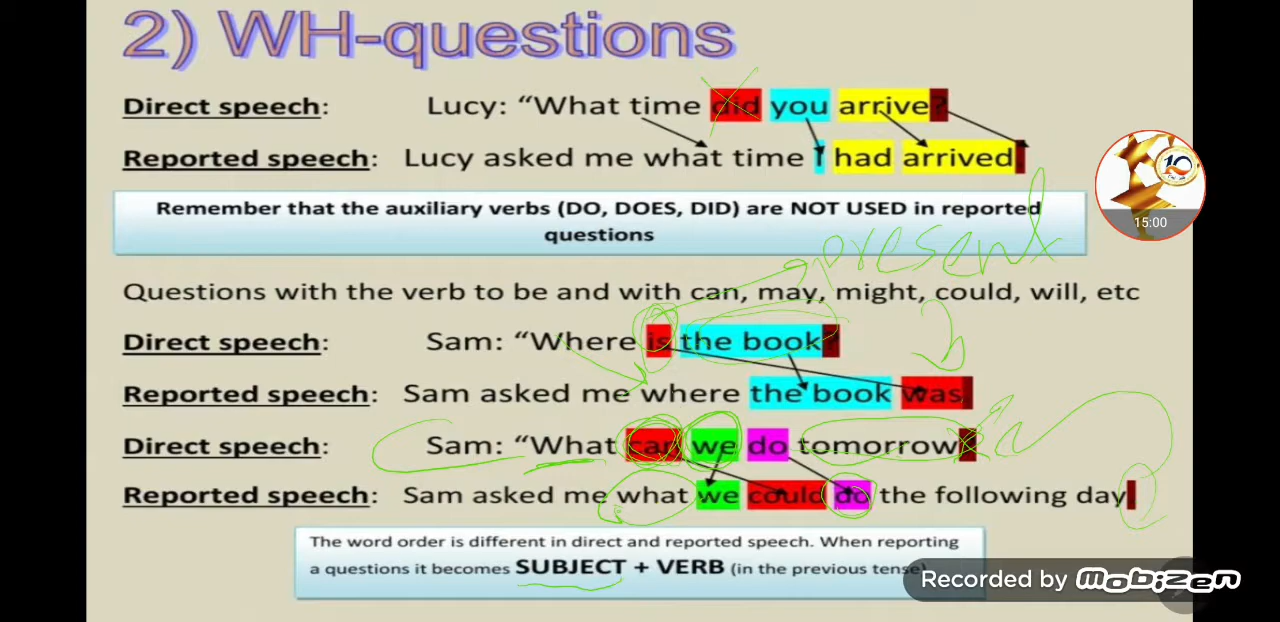 2) WH-questions
Direct speech: Lucy: “What time did you arrive?
Reported speech: Lucy asked me what time I had arrived.
10
15:00
Remember that the auxiliary verbs (DO, DOES, DID) are NOT USED in reported
questions
present
Questions with the verb to be and with can, may, might, could, will, etc
Direct speech: Sam: “Where is the book?
Reported speech: Sam asked me where the book was.
Direct speech: Sam: “What can we do tomorrow?
Reported speech: Sam asked me what we could do the following day.
The word order is different in direct and reported speech. When reporting
a questions it becomes SUBJECT + VERB (in the previous tense)
Recorded by MOBIZEN